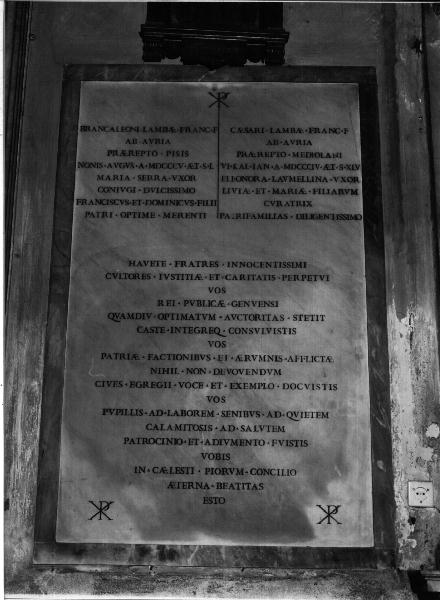 BRANCALEONI·LAMBÆ·FRANC·F
AB·AVRIA
PRÆREPTO·PISIS
NONIS·AVGVS·A·MDCCCV·ÆT·S·L
MARIA·SERRA·VXOR
CONIVGI·DVLCISSIMO
FRANCISCVS·ET·DOMINICVS·FILII
PATRI·OPTIME·MERENTI
CÆSARI·LAMBÆ·FRANC·F
AB·AVRIA
PRÆREPTO·MEDIOLANI
VI·KAL·IAN·A·MDCCCIV·ÆT·S·XLV
ELEONORA·LAVMELLINA·VXOR
LIVIÆ·ET·MARIÆ·FILIARVM
CVRATRIX
PATRIFAMILIAS·DILIGENTISSIMO
HAVETE·FRATRES·INNOCENTISSIMI
CVLTORES·IVSTITIÆ·ET·CARITATIS·PERPETVI
VOS
REI·PVBLICÆ·GENVENSI
QVAMDIV·OPTIMATVM·AVCTORITAS·STETIT
CASTE·INTEGREQ·CONSVLVISTIS
VOS
PATRIÆ·FACTIONIBVS·ET·ÆRVMNIS·AFFLICTÆ
NIHIL·NON·DEVOVENDVM
CIVES·EGREGII·VOCE·ET·EXEMPLO·DOCVISTIS
VOS
PVPILLIS·AD·LABOREM·SENIBVS·AD·QVIETEM
CALAMITOSIS·AD·SALVTEM
PATROCINIO·ET·ADIVMENTO·FVISTIS
VOBIS
IN·CÆLESTI·PIORVM·CONCILIO
ÆTERNA·BEATITAS
ESTO